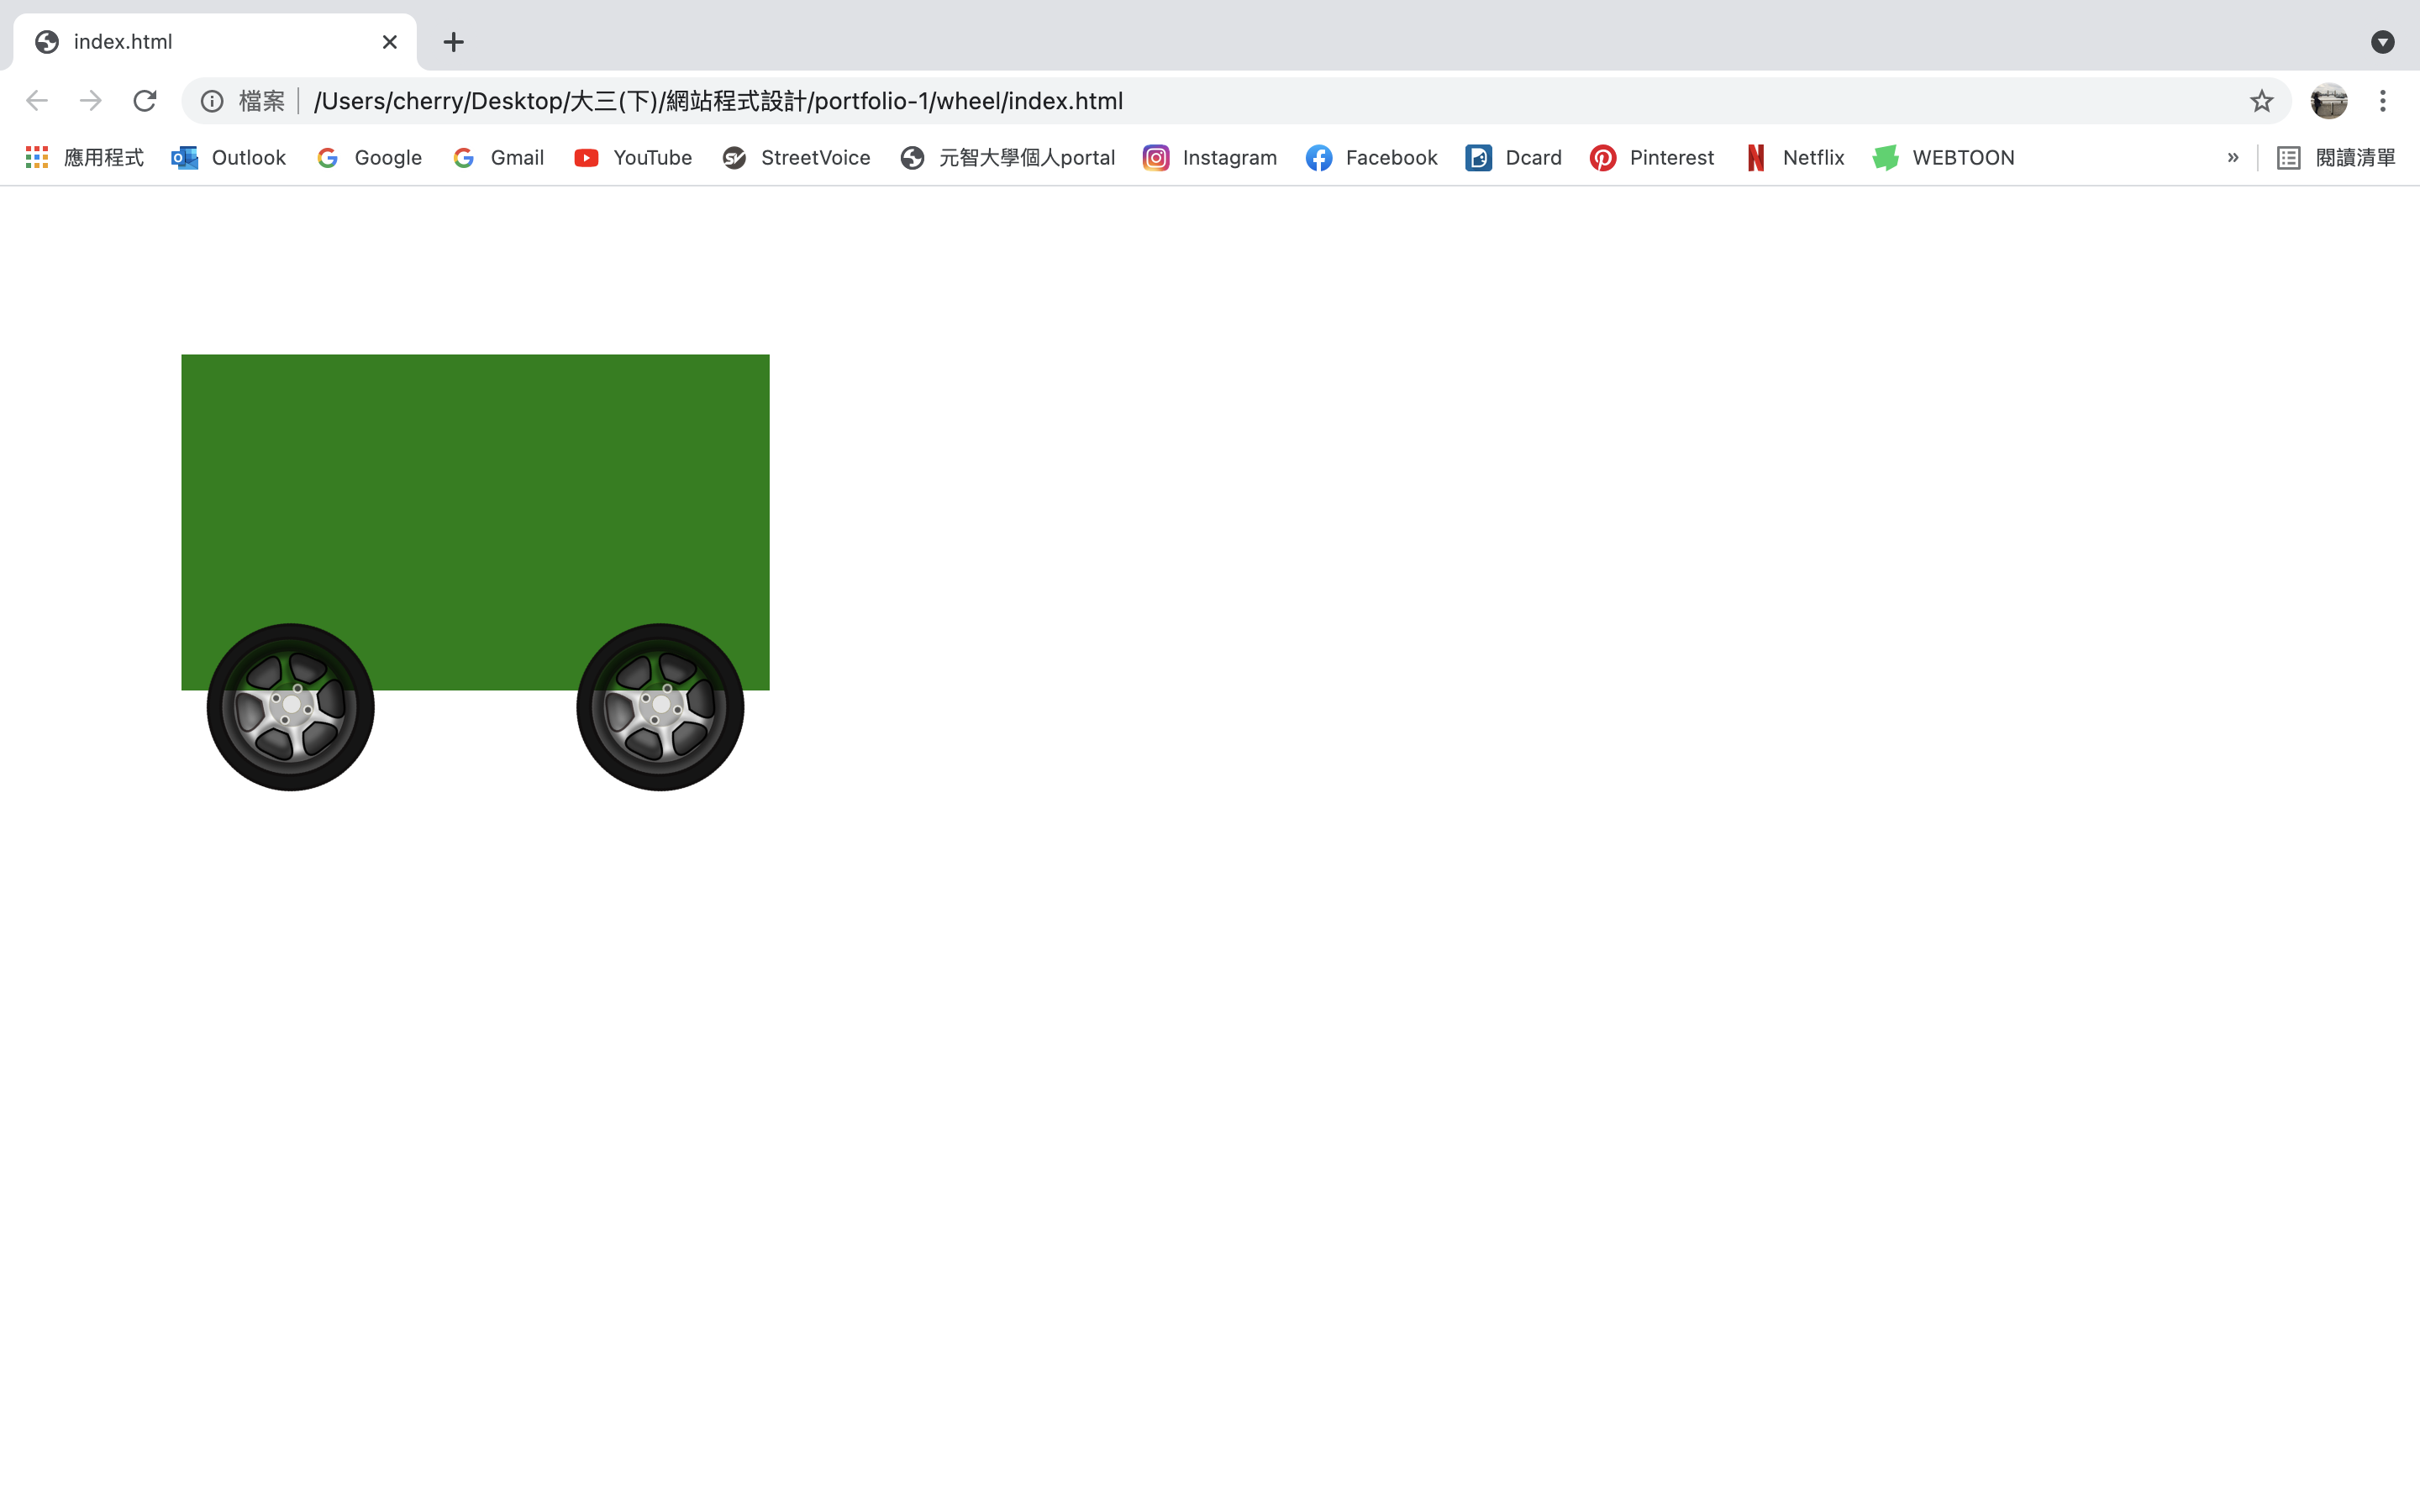 index.html
檔案 /Users/cherry/Desktop/大三(下)/網站程式設計/portfolio-1/wheel/index.html
應用程式 Outlook Google Gmail YouTube StreetVoice 元智大學個人portal Instagram Facebook Dcard Pinterest Netflix WEBTOON » 閱讀清單